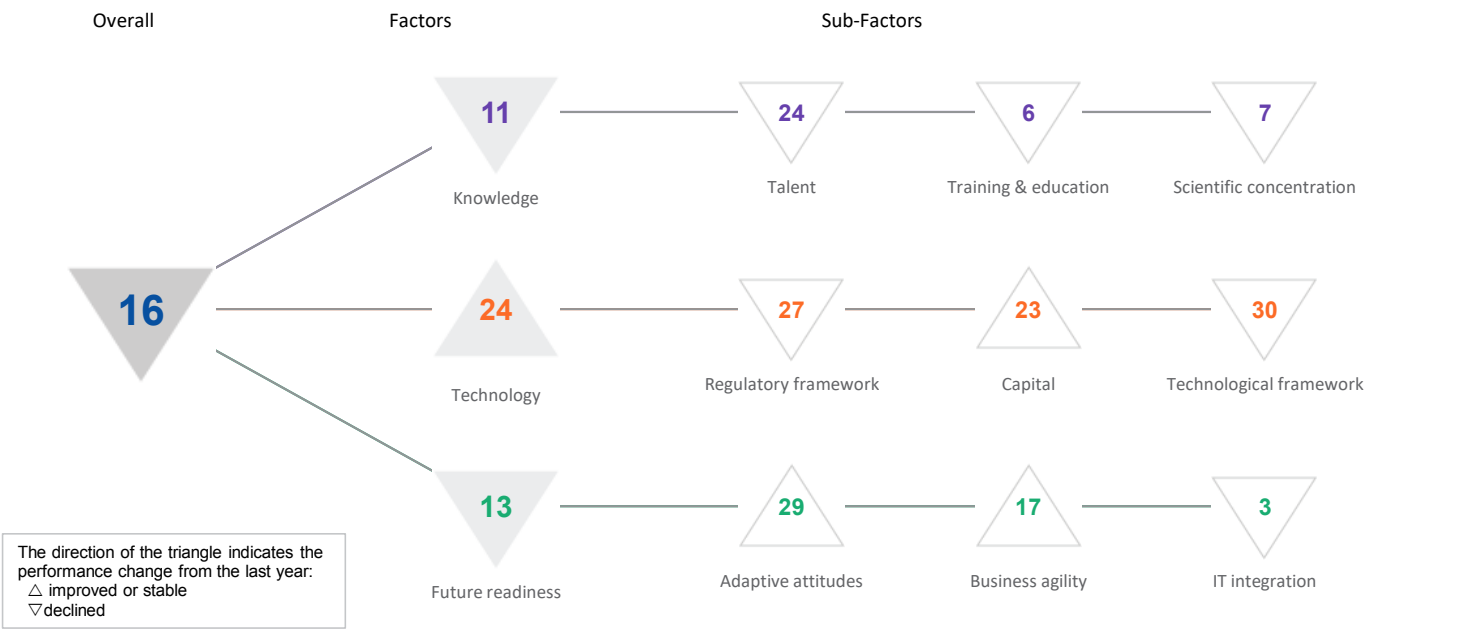 Overall Factors Sub-Factors
11 24 6 7
Knowledge Talent Training & education Scientific concentration
16 24 27 23 30
Technology Regulatory framework Capital Technological framework
13 29 17 3
Future readiness Adaptive attitudes Business agility IT integration
The direction of the triangle indicates the
performance change from the last year:
△ improved or stable
▽declined